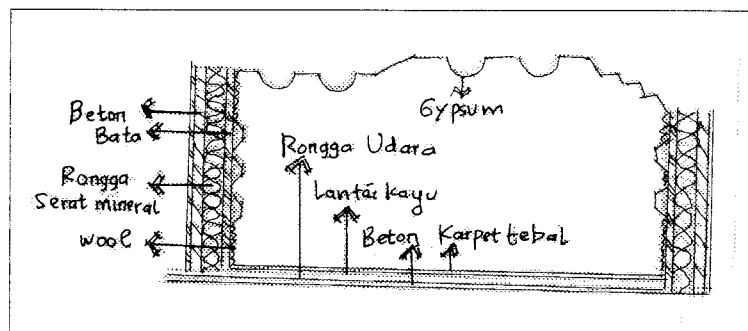 Beton
Bata
Rongga
Serat mineral
wool
Gypsum
Rongga Udara
Lantai kayu
Beton
Karpet tebal